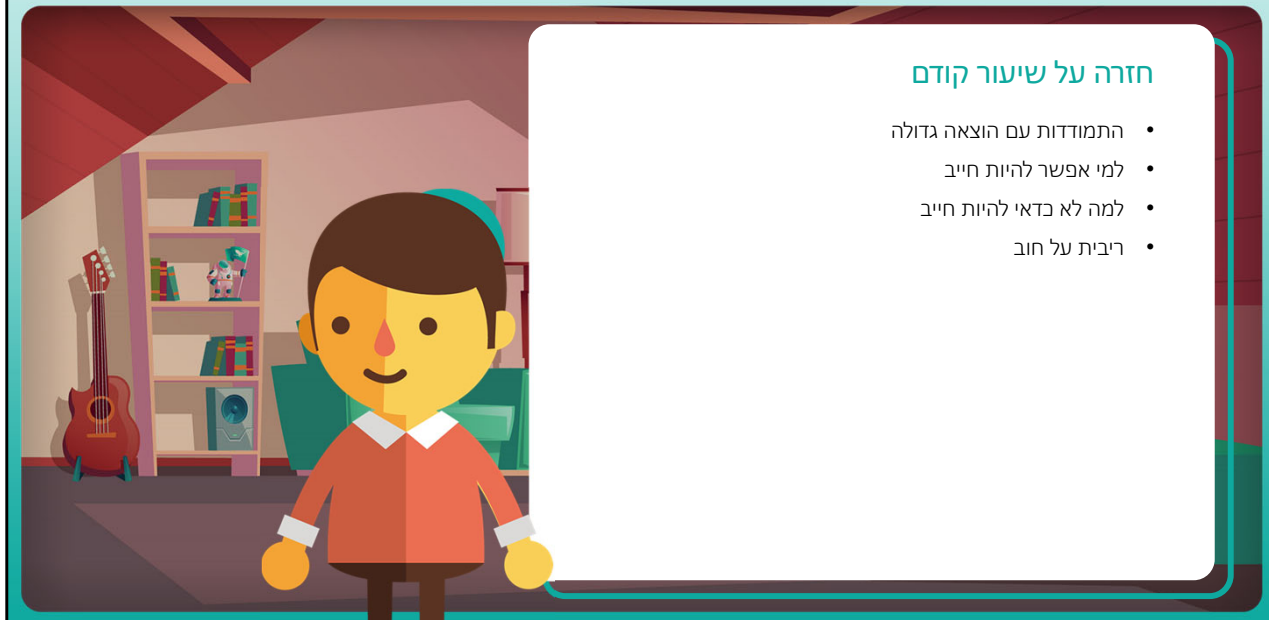 חזרה על שיעור קודם
• התמודדות עם הוצאה גדולה
• למי אפשר להיות חייב
• למה לא כדאי להיות חייב
• ריבית על חוב